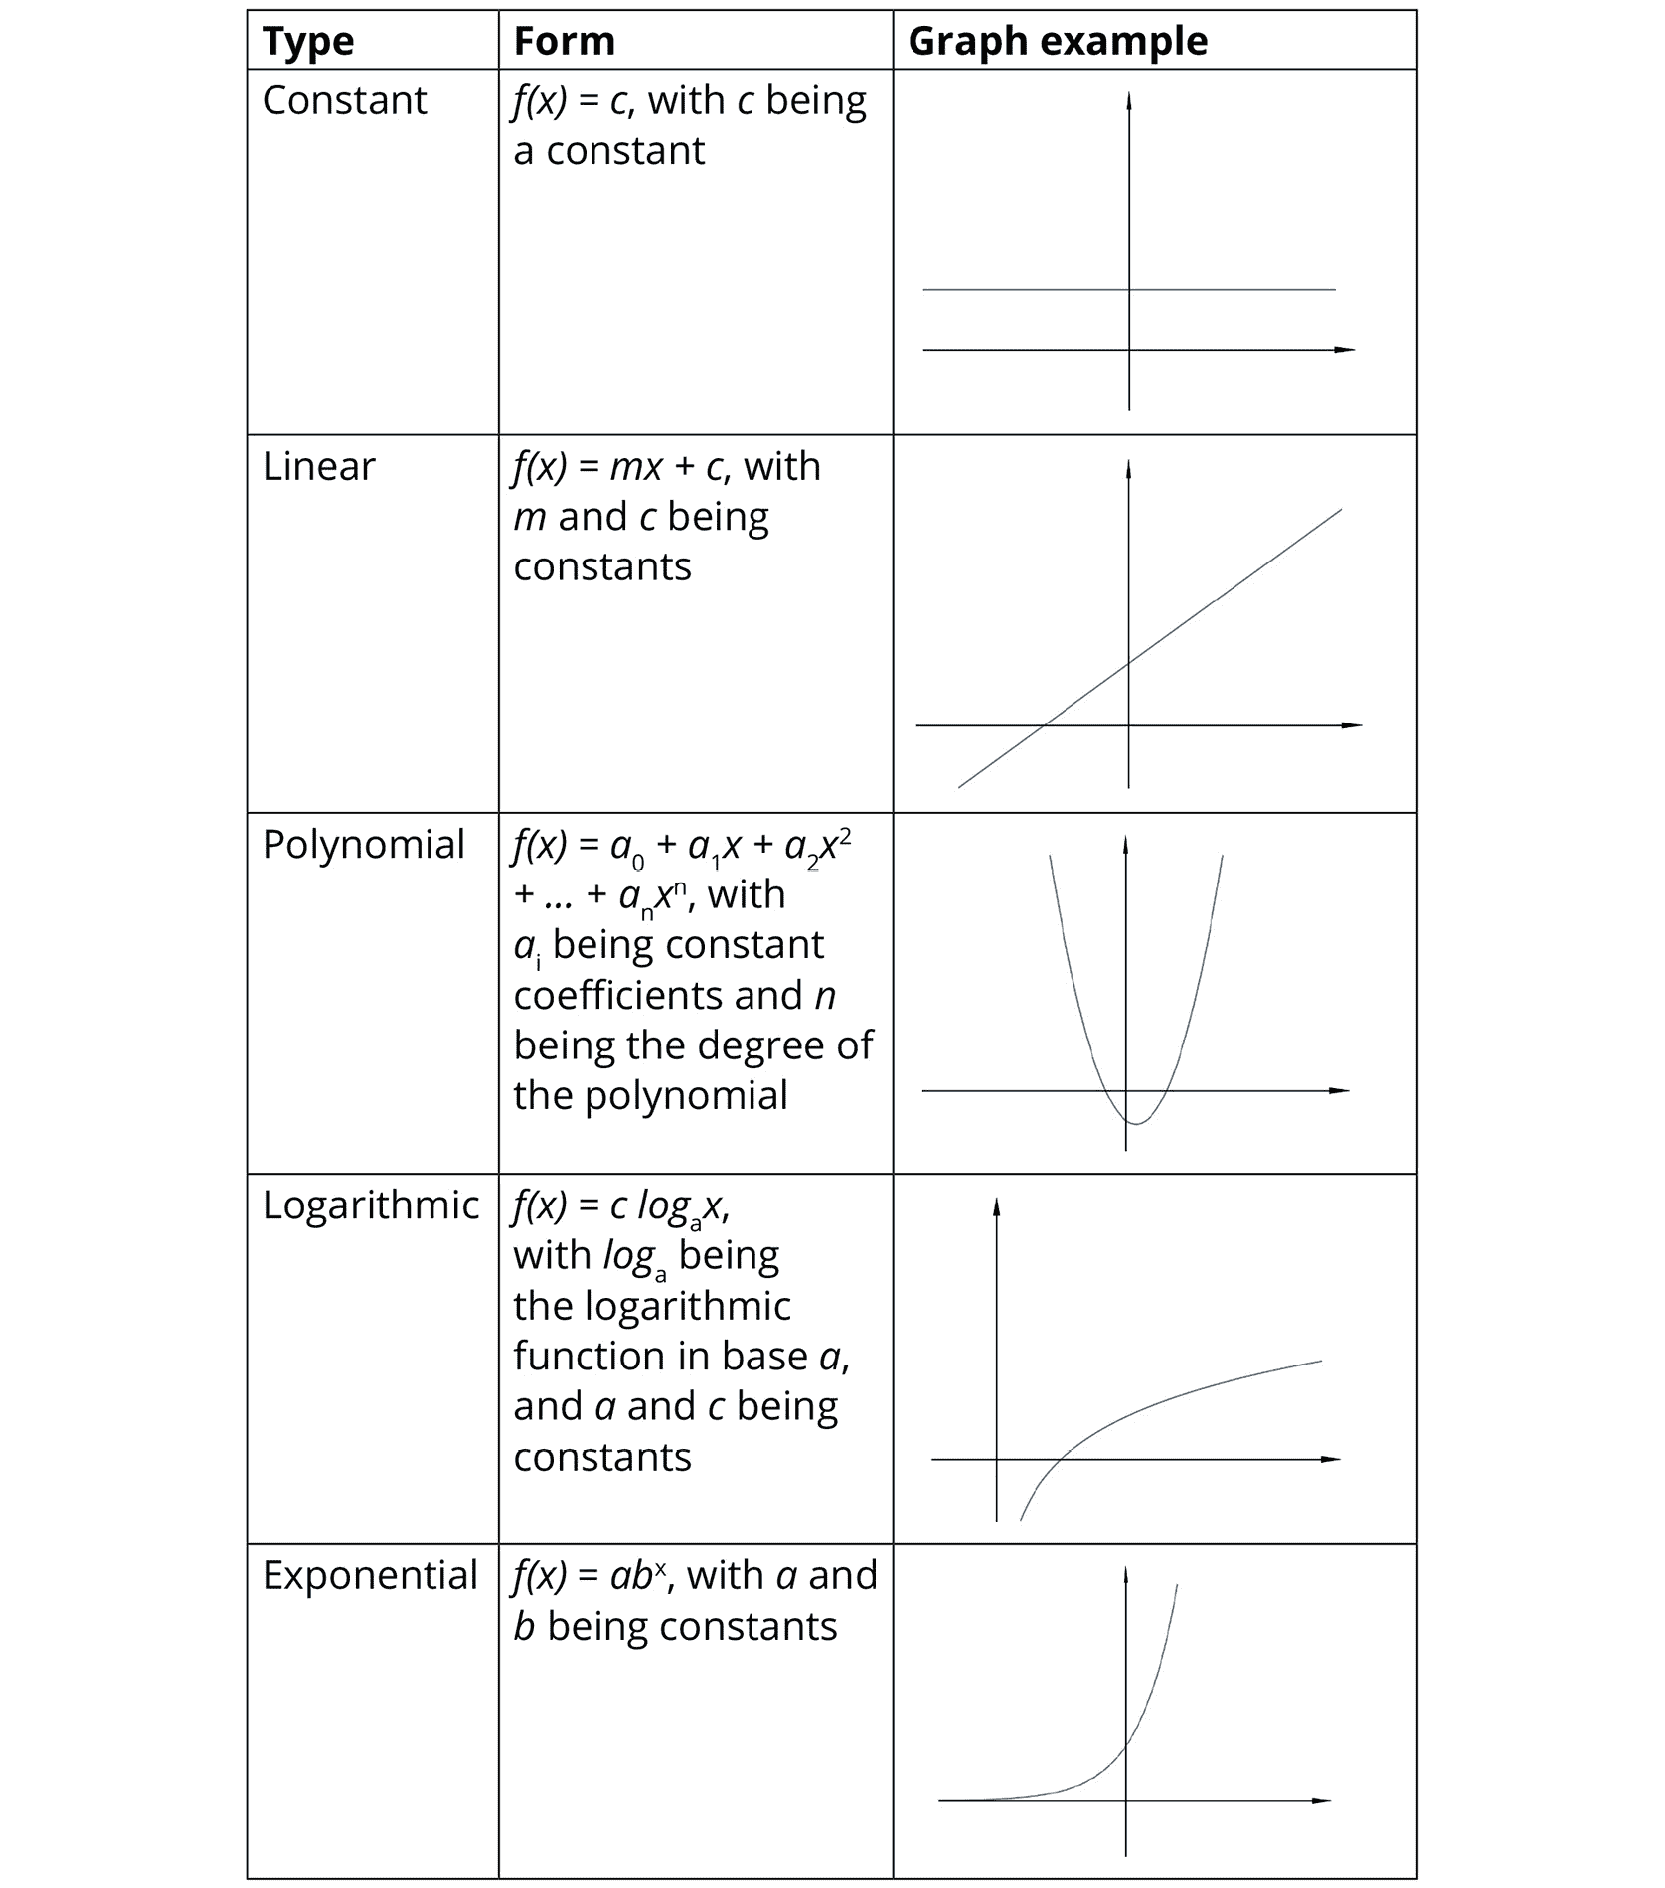 Type Form Graph example
Constant f(x) = c, with c being
a constant
Linear f(x) = mx + c, with
m and c being
constants
Polynomial f(x) = a₀ + a₁x + a₂x²
+ ... + aₙxⁿ, with
aᵢ being constant
coefficients and n
being the degree of
the polynomial
Logarithmic f(x) = c logₐx,
with logₐ being
the logarithmic
function in base a,
and a and c being
constants
Exponential f(x) = abˣ, with a and
b being constants